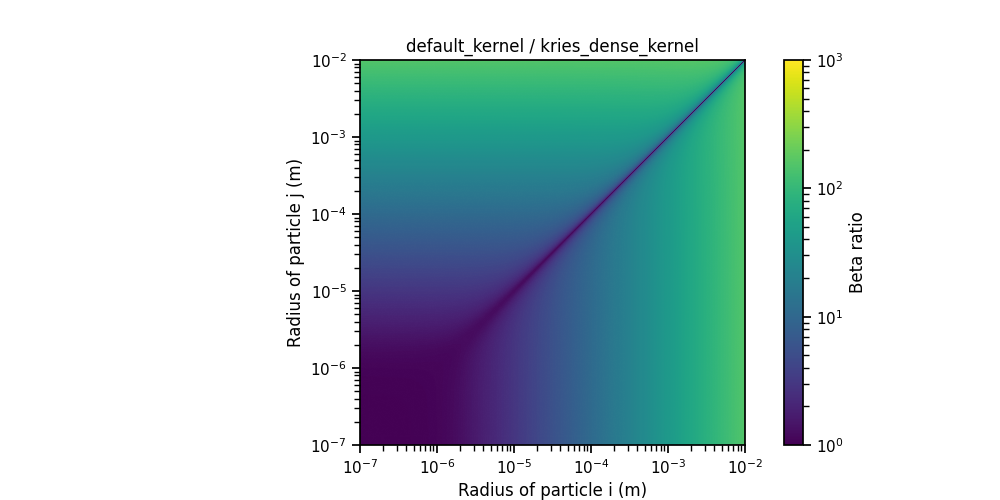 default_kernel / kries_dense_kernel
Radius of particle j (m)
10⁻²
10⁻³
10⁻⁴
10⁻⁵
10⁻⁶
10⁻⁷
10⁻⁷ 10⁻⁶ 10⁻⁵ 10⁻⁴ 10⁻³ 10⁻²
Radius of particle i (m)
10³
10²
10¹
10⁰
Beta ratio